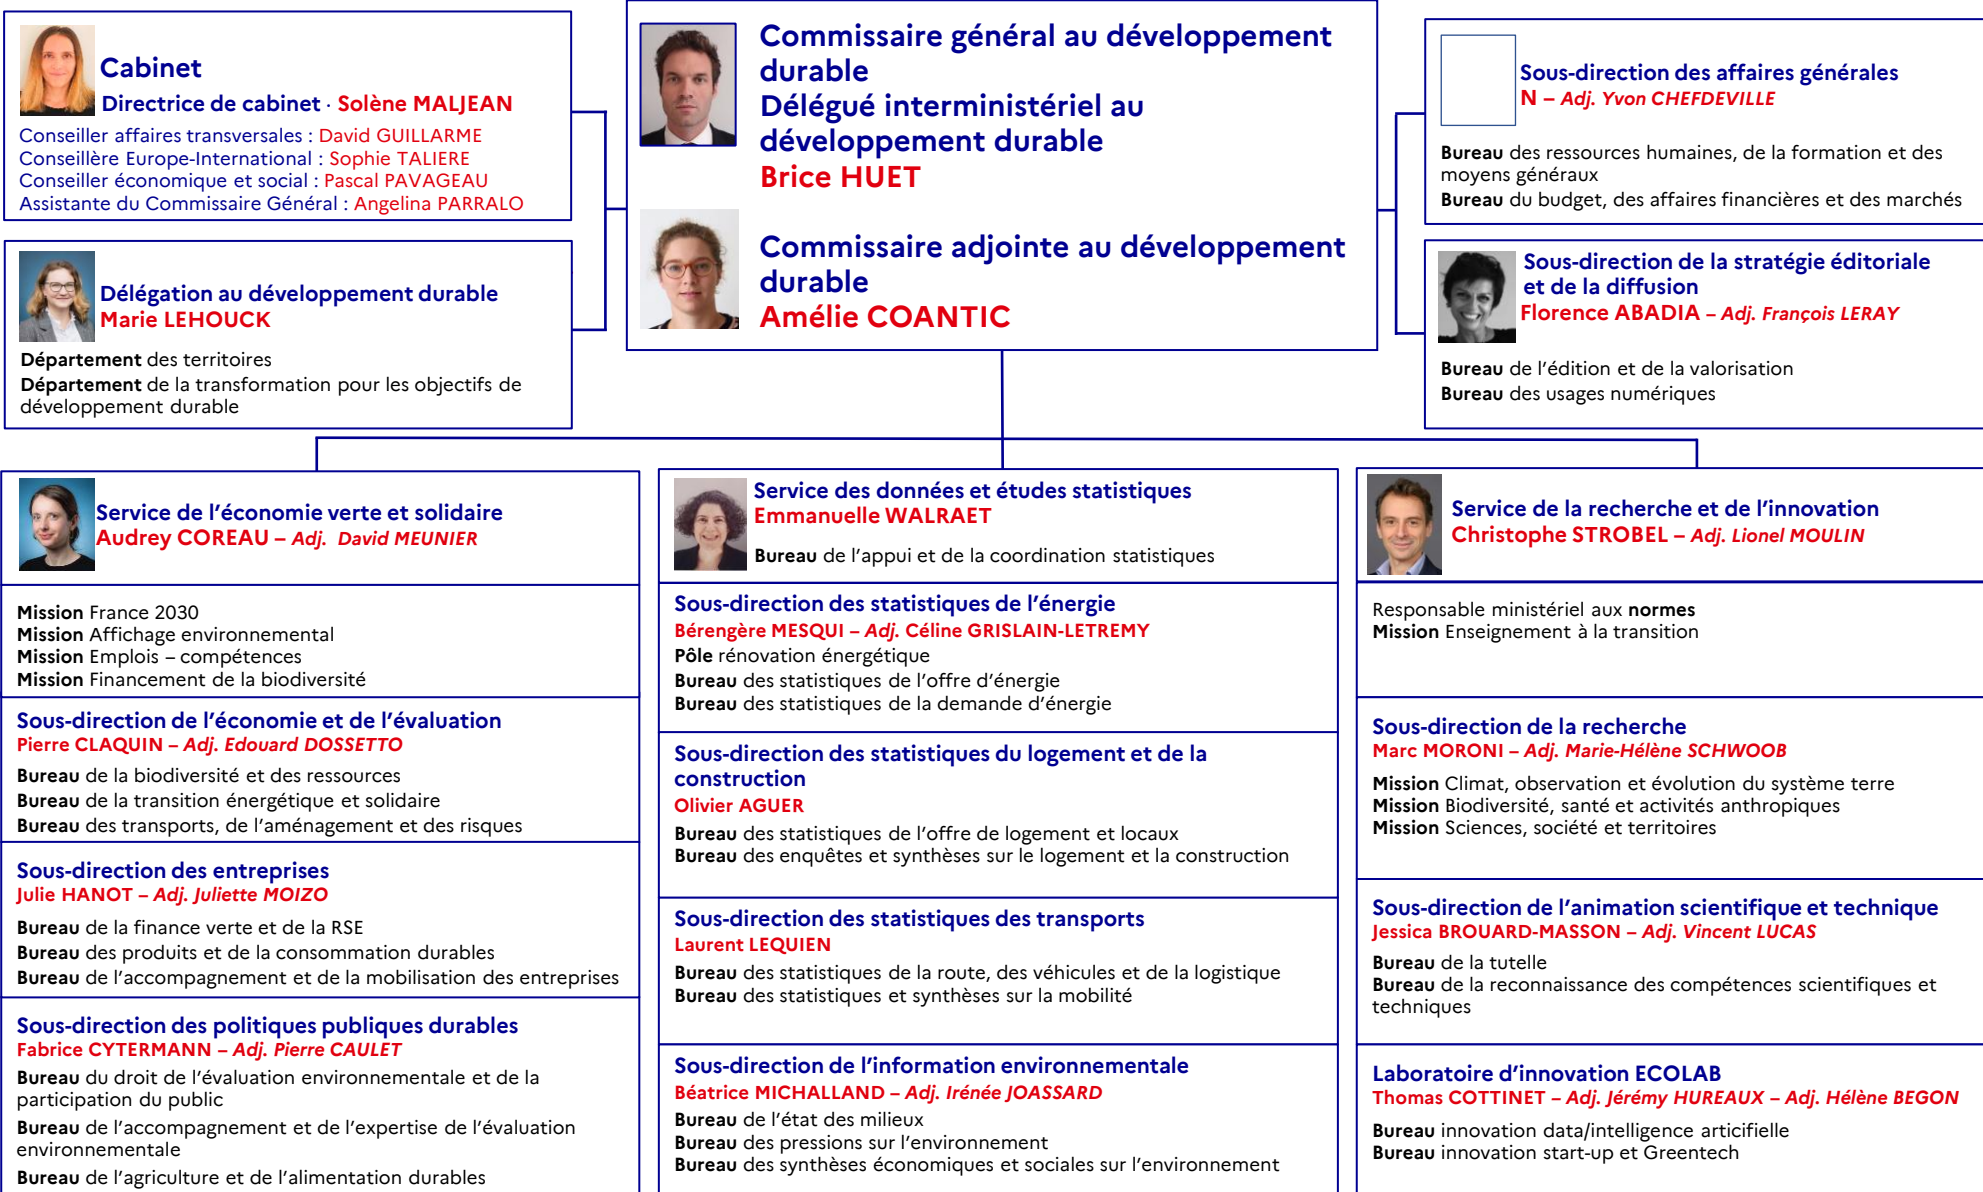 Cabinet
Directrice de cabinet · Solène MALJEAN
Conseiller affaires transversales : David GUILLARME
Conseillère Europe-International : Sophie TALIERE
Conseiller économique et social : Pascal PAVAGEAU
Assistante du Commissaire Général : Angelina PARRALO
Délégation au développement durable
Marie LEHOUCK
Département des territoires
Département de la transformation pour les objectifs de
développement durable
Commissaire général au développement
durable
Délégué interministériel au
développement durable
Brice HUET
Commissaire adjointe au développement
durable
Amélie COANTIC
Sous-direction des affaires générales
N – Adj. Yvon CHEFDEVILLE
Bureau des ressources humaines, de la formation et des
moyens généraux
Bureau du budget, des affaires financières et des marchés
Sous-direction de la stratégie éditoriale
et de la diffusion
Florence ABADIA – Adj. François LERAY
Bureau de l'édition et de la valorisation
Bureau des usages numériques
Service de l'économie verte et solidaire
Audrey COREAU – Adj. David MEUNIER
Mission France 2030
Mission Affichage environnemental
Mission Emplois – compétences
Mission Financement de la biodiversité
Sous-direction de l'économie et de l'évaluation
Pierre CLAQUIN – Adj. Edouard DOSSETTO
Bureau de la biodiversité et des ressources
Bureau de la transition énergétique et solidaire
Bureau des transports, de l'aménagement et des risques
Sous-direction des entreprises
Julie HANOT – Adj. Juliette MOIZO
Bureau de la finance verte et de la RSE
Bureau des produits et de la consommation durables
Bureau de l'accompagnement et de la mobilisation des entreprises
Sous-direction des politiques publiques durables
Fabrice CYTERMANN – Adj. Pierre CAULET
Bureau du droit de l'évaluation environnementale et de la
participation du public
Bureau de l'accompagnement et de l'expertise de l'évaluation
environnementale
Bureau de l'agriculture et de l'alimentation durables
Service des données et études statistiques
Emmanuelle WALRAET
Bureau de l'appui et de la coordination statistiques
Sous-direction des statistiques de l'énergie
Bérengère MESQUI – Adj. Céline GRISLAIN-LETREMY
Pôle rénovation énergétique
Bureau des statistiques de l'offre d'énergie
Bureau des statistiques de la demande d'énergie
Sous-direction des statistiques du logement et de la
construction
Olivier AGUER
Bureau des statistiques de l'offre de logement et locaux
Bureau des enquêtes et synthèses sur le logement et la construction
Sous-direction des statistiques des transports
Laurent LEQUIEN
Bureau des statistiques de la route, des véhicules et de la logistique
Bureau des statistiques et synthèses sur la mobilité
Sous-direction de l'information environnementale
Béatrice MICHALLAND – Adj. Irénée JOASSARD
Bureau de l'état des milieux
Bureau des pressions sur l'environnement
Bureau des synthèses économiques et sociales sur l'environnement
Service de la recherche et de l'innovation
Christophe STROBEL – Adj. Lionel MOULIN
Responsable ministériel aux normes
Mission Enseignement à la transition
Sous-direction de la recherche
Marc MORONI – Adj. Marie-Hélène SCHWOOB
Mission Climat, observation et évolution du système terre
Mission Biodiversité, santé et activités anthropiques
Mission Sciences, société et territoires
Sous-direction de l'animation scientifique et technique
Jessica BROUARD-MASSON – Adj. Vincent LUCAS
Bureau de la tutelle
Bureau de la reconnaissance des compétences scientifiques et
techniques
Laboratoire d'innovation ECOLAB
Thomas COTTINET – Adj. Jérémy HUREAUX – Adj. Hélène BEGON
Bureau innovation data/intelligence articifielle
Bureau innovation start-up et Greentech